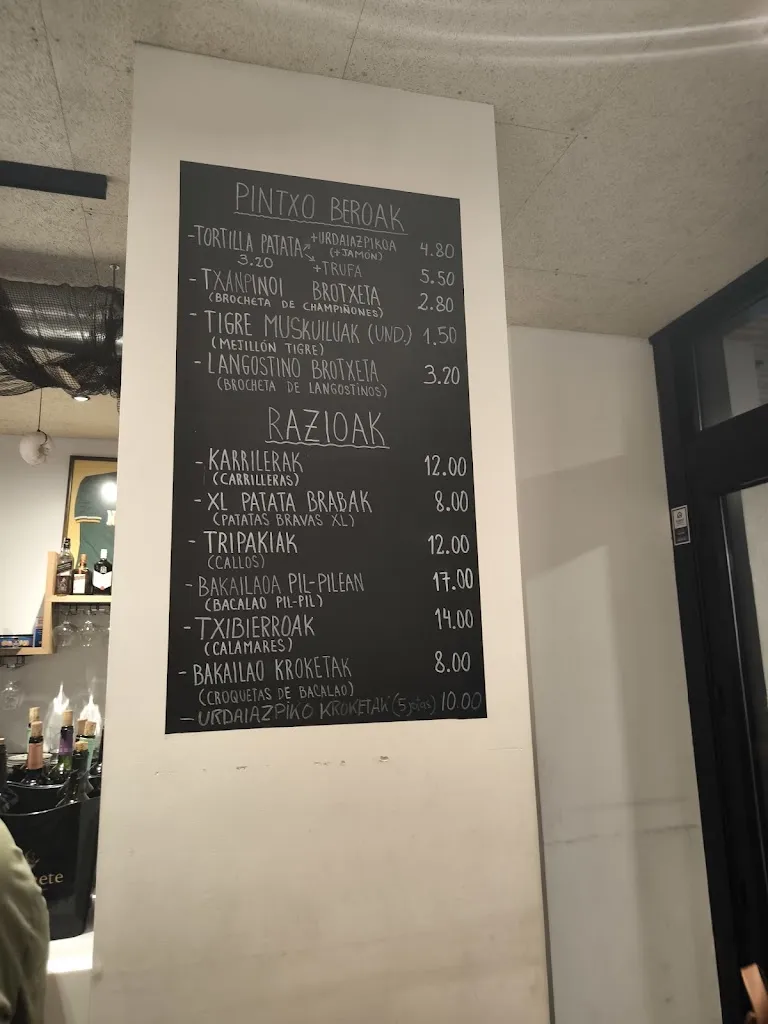 PINTXO BEROAK
-TORTILLA PATATA +URDAIAZPIKOA 4.80
(+JAMÓN)
3.20 +TRUFA 5.50
- TXANPINOI BROTXETA 2.80
(BROCHETA DE CHAMPIÑONES)
- TIGRE MUSKUILUAK (UND.) 1.50
(MEJILLÓN TIGRE)
- LANGOSTINO BROTXETA 3.20
(BROCHETA DE LANGOSTINOS)
RAZIOAK
- KARRILERAK 12.00
(CARRILLERAS)
- XL PATATA BRABAK 8.00
(PATATAS BRAVAS XL)
- TRIPAKIAK 12.00
(CALLOS)
- BAKAILAOA PIL-PILEAN 17.00
(BACALAO PIL-PIL)
- TXIBIERROAK 14.00
(CALAMARES)
- BAKAILAO KROKETAK 8.00
(CROQUETAS DE BACALAO)
- URDAIAZPIKO KROKETAK (5 pzas) 10.00